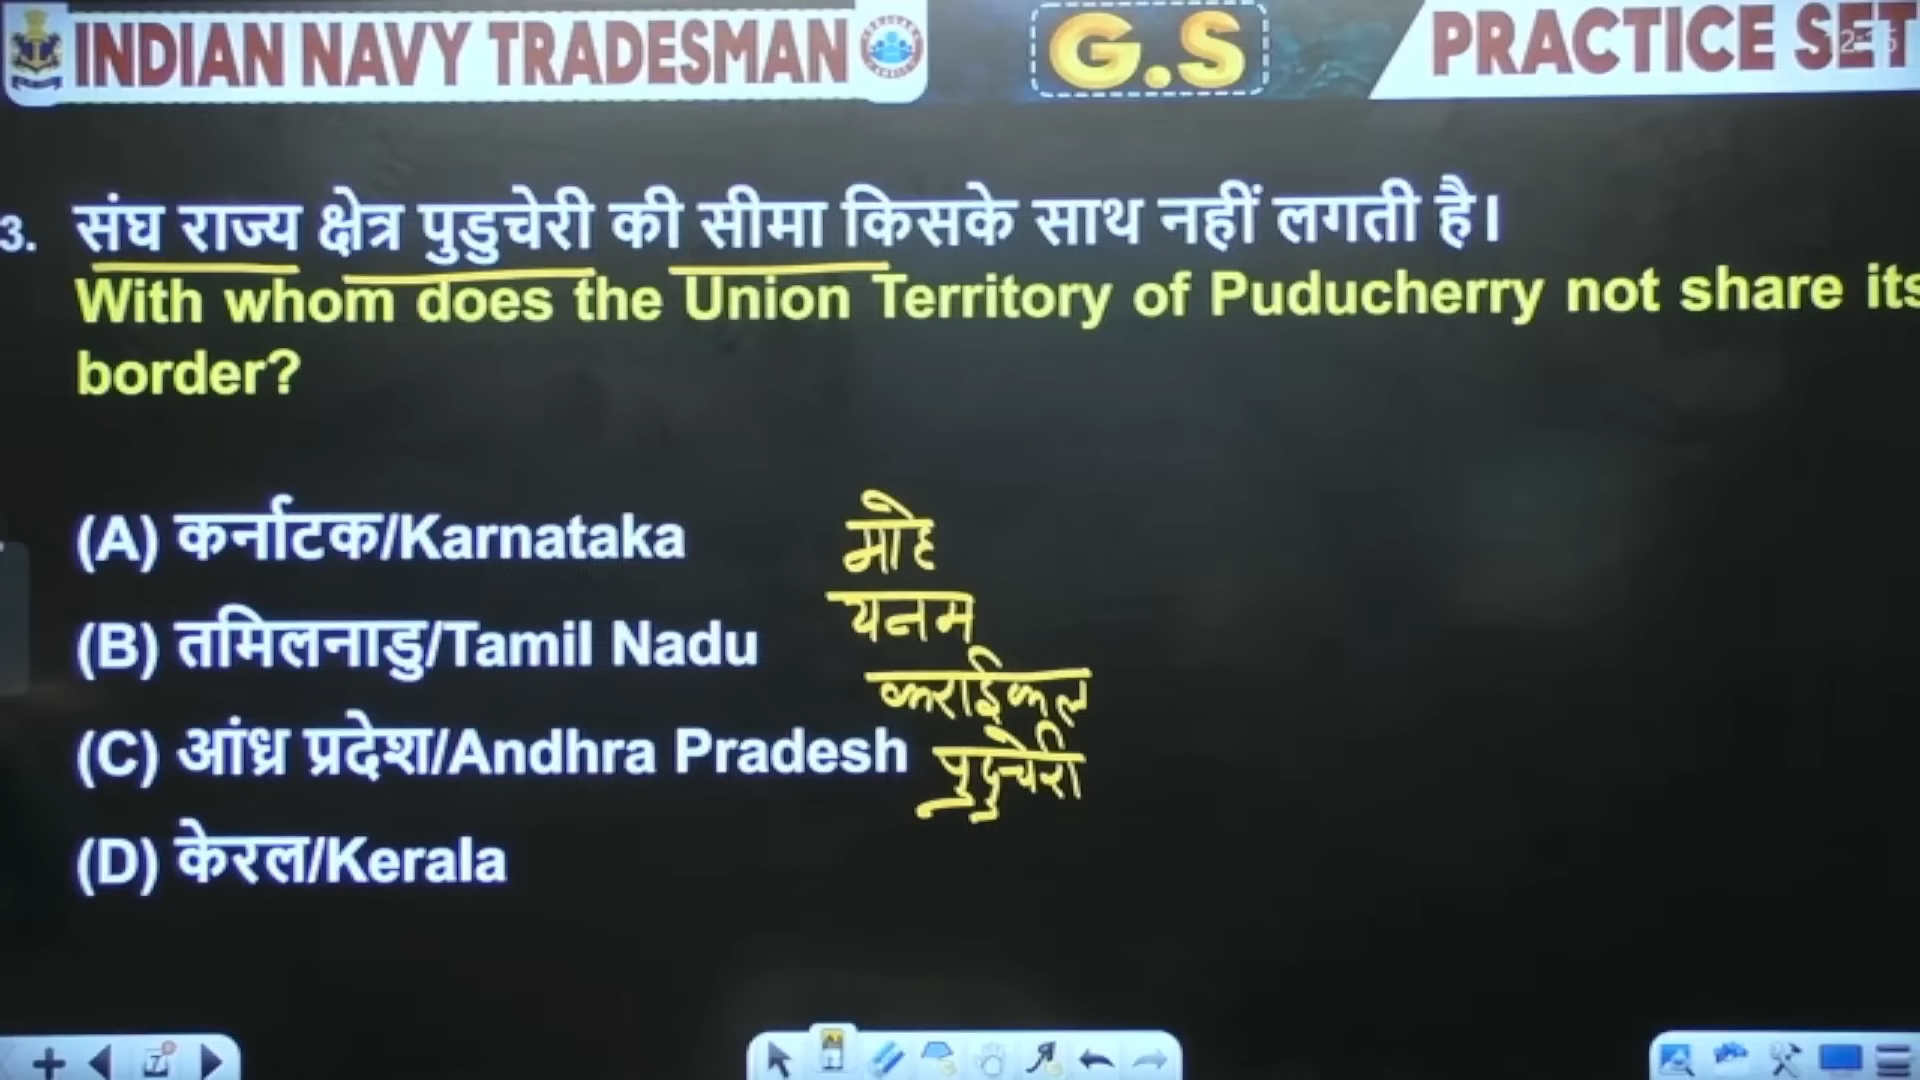 INDIAN NAVY TRADESMAN
G.S
PRACTICE SET
3. संघ राज्य क्षेत्र पुडुचेरी की सीमा किसके साथ नहीं लगती है।
With whom does the Union Territory of Puducherry not share its
border?
(A) कर्नाटक/Karnataka
(B) तमिलनाडु/Tamil Nadu
(C) आंध्र प्रदेश/Andhra Pradesh
(D) केरल/Kerala
माहे
यनम
कराईकल
पुदुचेरी